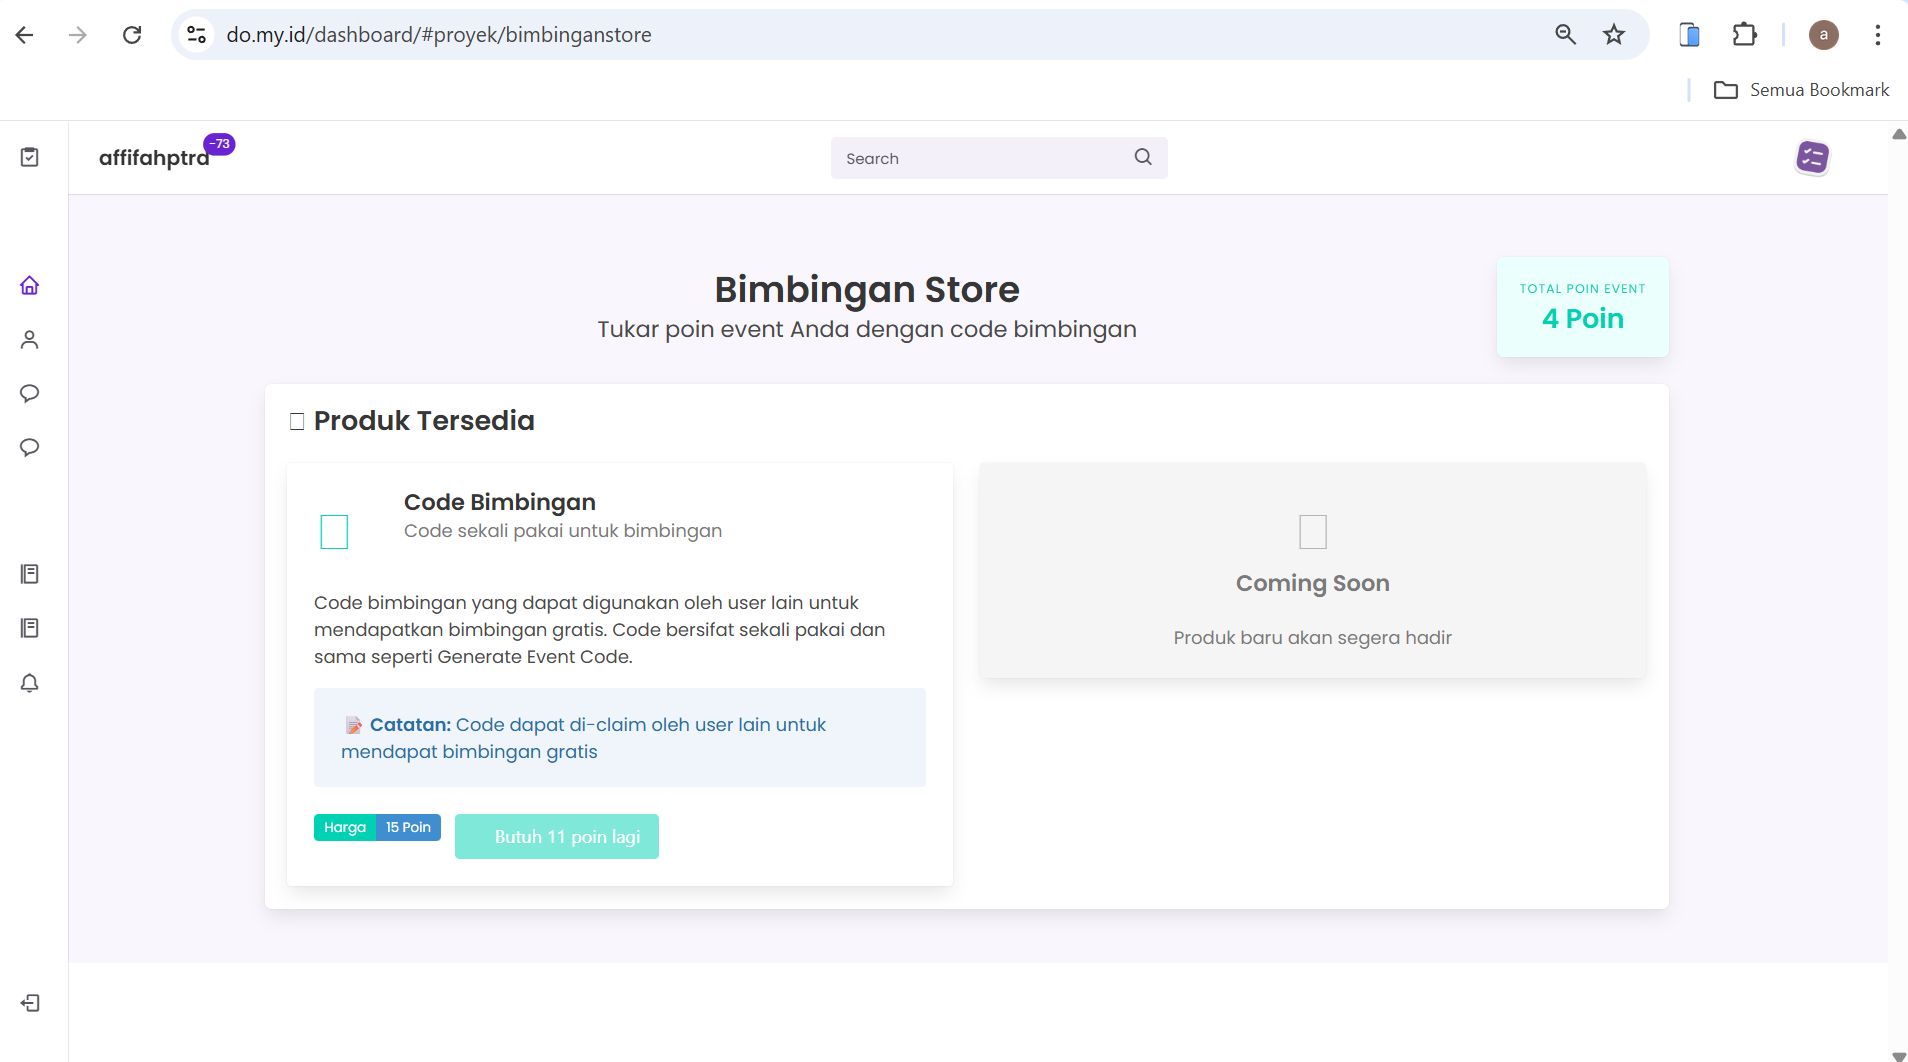 do.my.id/dashboard/#proyek/bimbinganstore
a
Semua Bookmark
affifahptrd
-73
Search
Bimbingan Store
Tukar poin event Anda dengan code bimbingan
TOTAL POIN EVENT
4 Poin
Produk Tersedia
Code Bimbingan
Code sekali pakai untuk bimbingan
Code bimbingan yang dapat digunakan oleh user lain untuk
mendapatkan bimbingan gratis. Code bersifat sekali pakai dan
sama seperti Generate Event Code.
📝 Catatan: Code dapat di-claim oleh user lain untuk
mendapat bimbingan gratis
Harga 15 Poin
Butuh 11 poin lagi
Coming Soon
Produk baru akan segera hadir